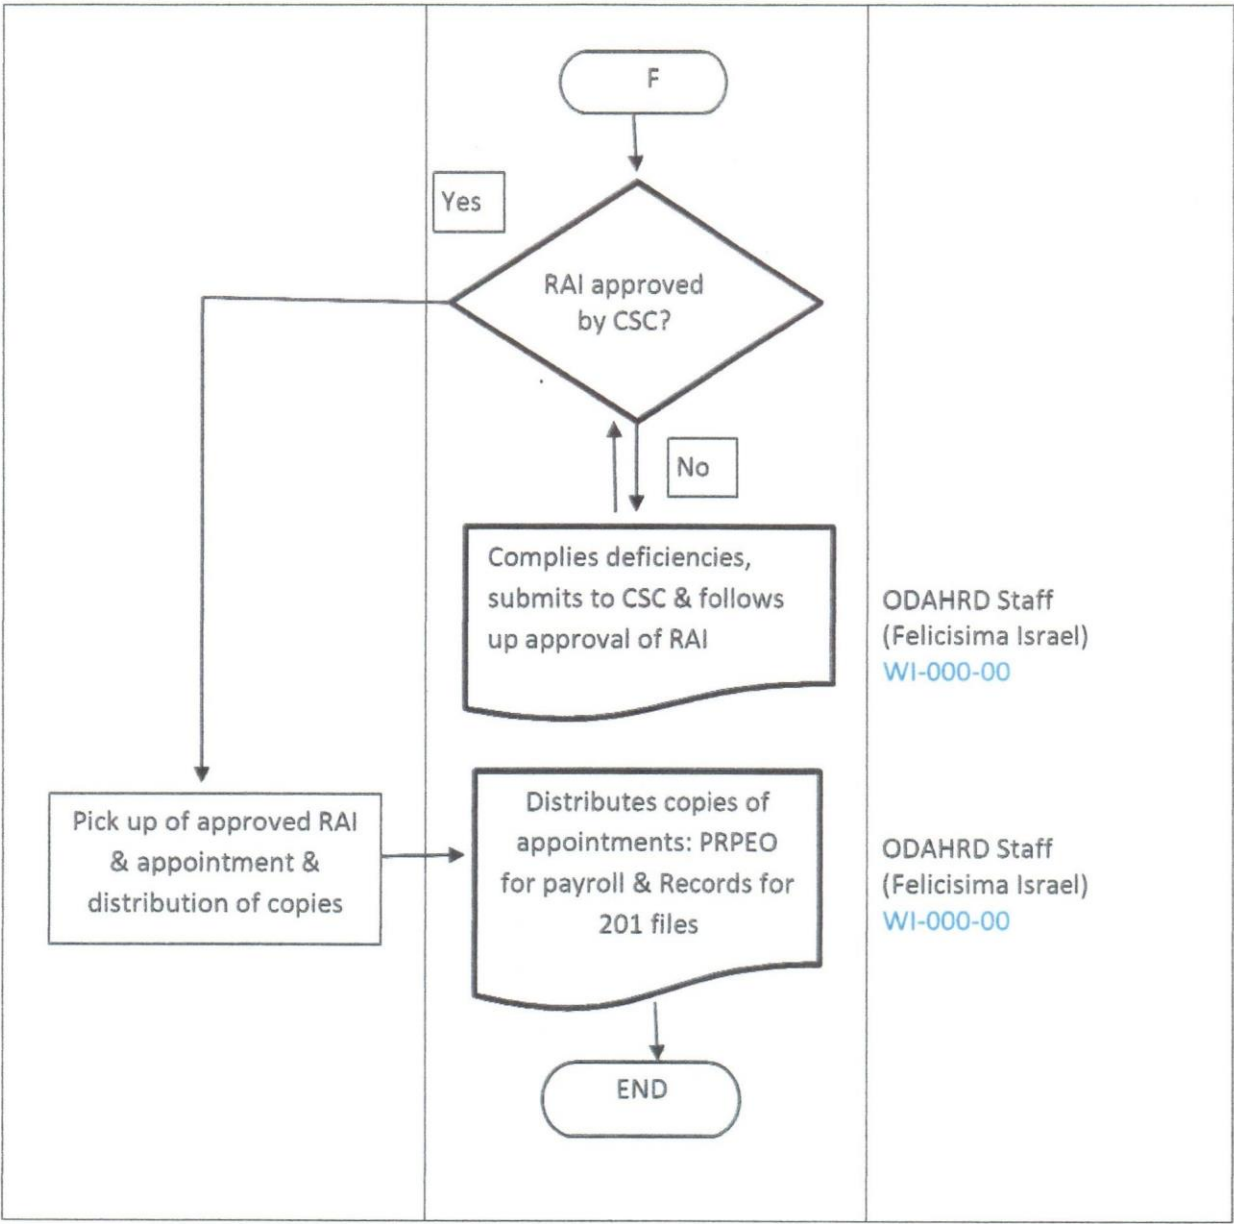 F
Yes
RAI approved
by CSC?
No
Complies deficiencies,
submits to CSC & follows
up approval of RAI
ODAHRD Staff
(Felicisima Israel)
WI-000-00
Pick up of approved RAI
& appointment &
distribution of copies
Distributes copies of
appointments: PRPEO
for payroll & Records for
201 files
ODAHRD Staff
(Felicisima Israel)
WI-000-00
END